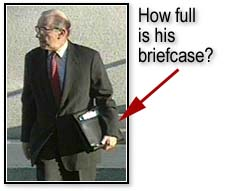 How full
is his
briefcase?